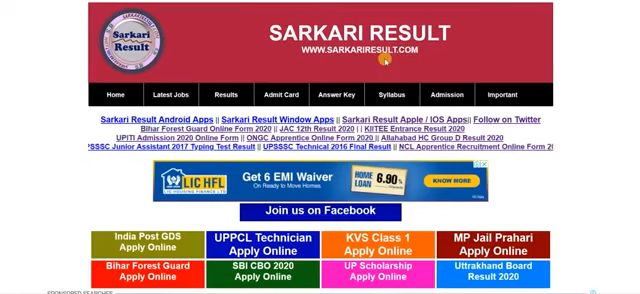 Sarkari
Result
SARKARI RESULT
WWW.SARKARIRESULT.COM
Home Latest Jobs Results Admit Card Answer Key Syllabus Admission Important
Sarkari Result Android Apps || Sarkari Result Window Apps || Sarkari Result Apple / IOS Apps|| Follow on Twitter
Bihar Forest Guard Online Form 2020 || JAC 12th Result 2020 | | KIITEE Entrance Result 2020
UPITI Admission 2020 Online Form || ONGC Apprentice Online Form 2020 || Allahabad HC Group D Result 2020
PSSSC Junior Assistant 2017 Typing Test Result || UPSSSC Technical 2016 Final Result || NCL Apprentice Recruitment Online Form 20
LIC HFL
LIC HOUSING FINANCE LTD
Get 6 EMI Waiver
On Ready to Move Homes
HOME LOAN 6.90%
KNOW MORE
Join us on Facebook
India Post GDS
Apply Online
UPPCL Technician
Apply Online
KVS Class 1
Apply Online
MP Jail Prahari
Apply Online
Bihar Forest Guard
Apply Online
SBI CBO 2020
Apply Online
UP Scholarship
Apply Online
Uttrakhand Board
Result 2020
SPONSORED SEARCHES